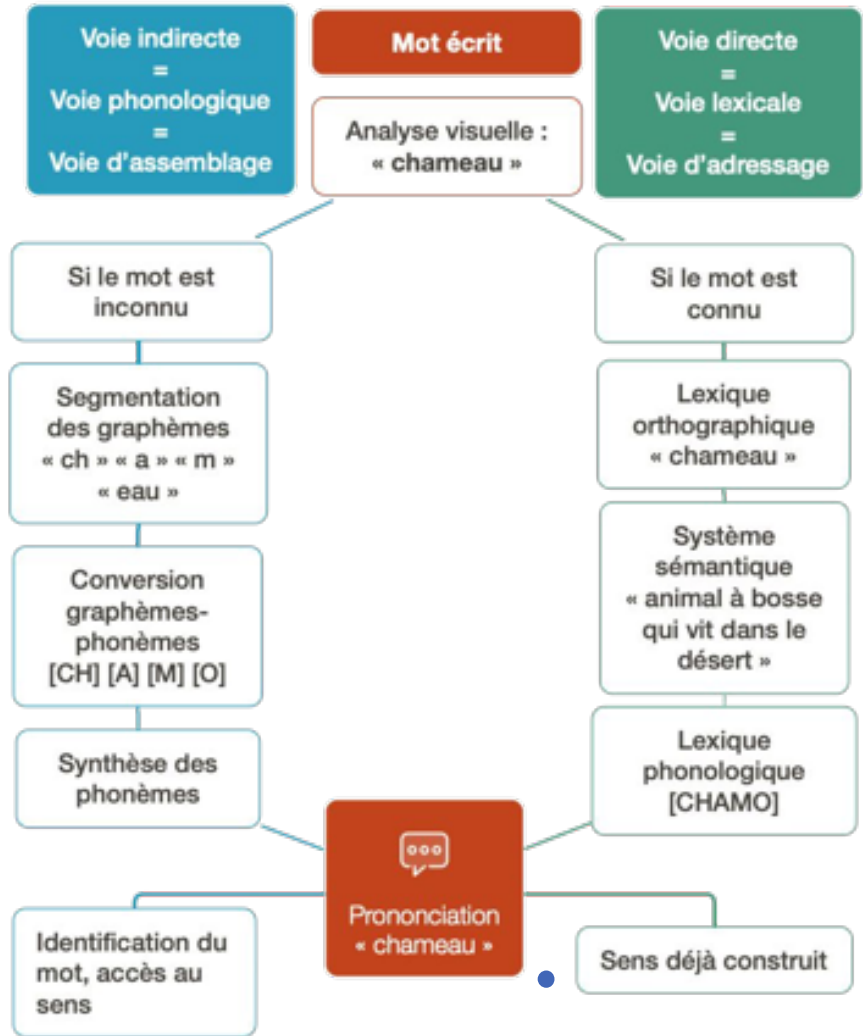 Voie indirecte
=
Voie phonologique
=
Voie d'assemblage
Mot écrit
Analyse visuelle :
« chameau »
Voie directe
=
Voie lexicale
=
Voie d'adressage
Si le mot est
inconnu
Segmentation
des graphèmes
« ch » « a » « m »
« eau »
Conversion
graphèmes-
phonèmes
[CH] [A] [M] [O]
Synthèse des
phonèmes
Si le mot est
connu
Lexique
orthographique
« chameau »
Système
sémantique
« animal à bosse
qui vit dans le
désert »
Lexique
phonologique
[CHAMO]
Prononciation
« chameau »
Identification du
mot, accès au
sens
Sens déjà construit